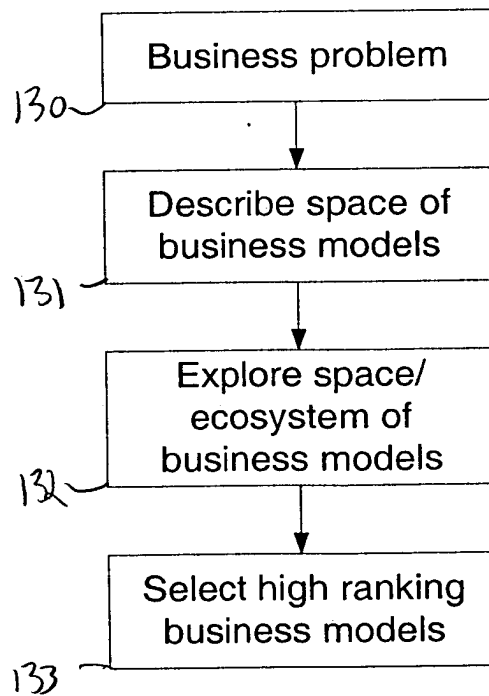 Business problem
130
Describe space of
business models
131
Explore space/
ecosystem of
business models
132
Select high ranking
business models
133